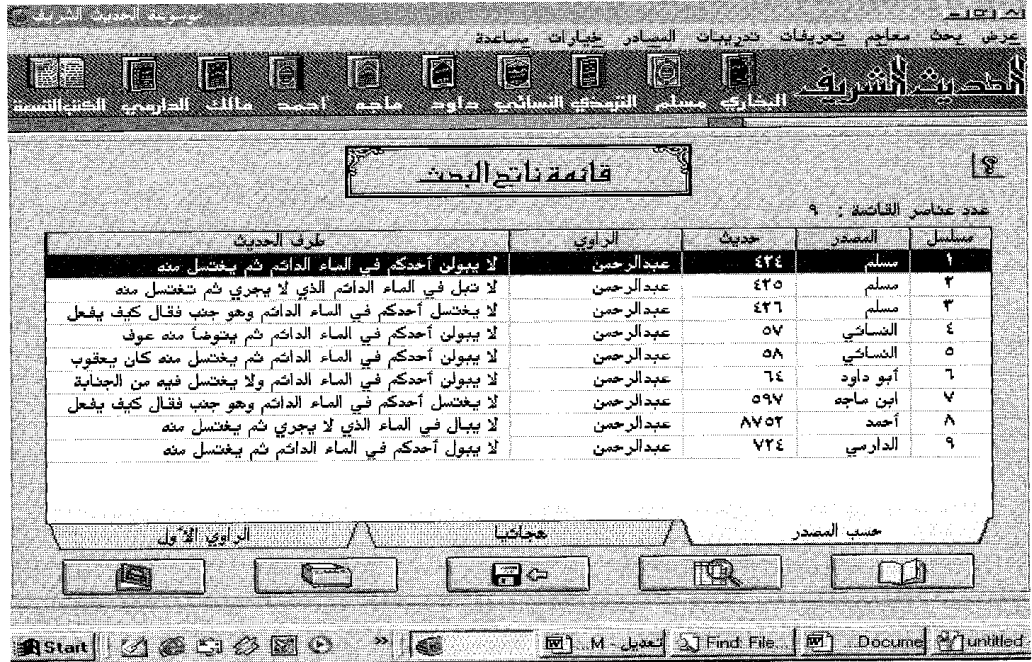 موسوعة الحديث الشريف
عرض بحث معاجم تعريفات تدريبات المصادر خيارات مساعدة
الحديث الشريف
البخاري مسلم الترمذي النسائي داود ماجه أحمد مالك الدارمي الكتب التسعة
قائمة ناتج البحث
عدد عناصر القائمة : ٩
مسلسل المصدر حديث الراوي طرف الحديث
١ مسلم ٤٢٤ عبدالرحمن لا يبولن أحدكم في الماء الدائم ثم يغتسل منه
٢ مسلم ٤٢٥ عبدالرحمن لا تبل في الماء الدائم الذي لا يجري ثم تغتسل منه
٣ مسلم ٤٢٦ عبدالرحمن لا يغتسل أحدكم في الماء الدائم وهو جنب فقال كيف يفعل
٤ النسائي ٥٧ عبدالرحمن لا يبولن أحدكم في الماء الدائم ثم يتوضأ منه عوف
٥ النسائي ٥٨ عبدالرحمن لا يبولن أحدكم في الماء الدائم ثم يغتسل منه كان يعقوب
٦ أبو داود ٦٤ عبدالرحمن لا يبولن أحدكم في الماء الدائم ولا يغتسل فيه من الجنابة
٧ ابن ماجه ٥٩٧ عبدالرحمن لا يغتسل أحدكم في الماء الدائم وهو جنب فقال كيف يفعل
٨ أحمد ٨٧٥٢ عبدالرحمن لا يبال في الماء الذي لا يجري ثم يغتسل منه
٩ الدارمي ٧٢٤ عبدالرحمن لا يبول أحدكم في الماء الدائم ثم يغتسل منه
حسب المصدر هجائيا الراوي الأول
Start » تعديل - M... Find: File... Docume... untitled